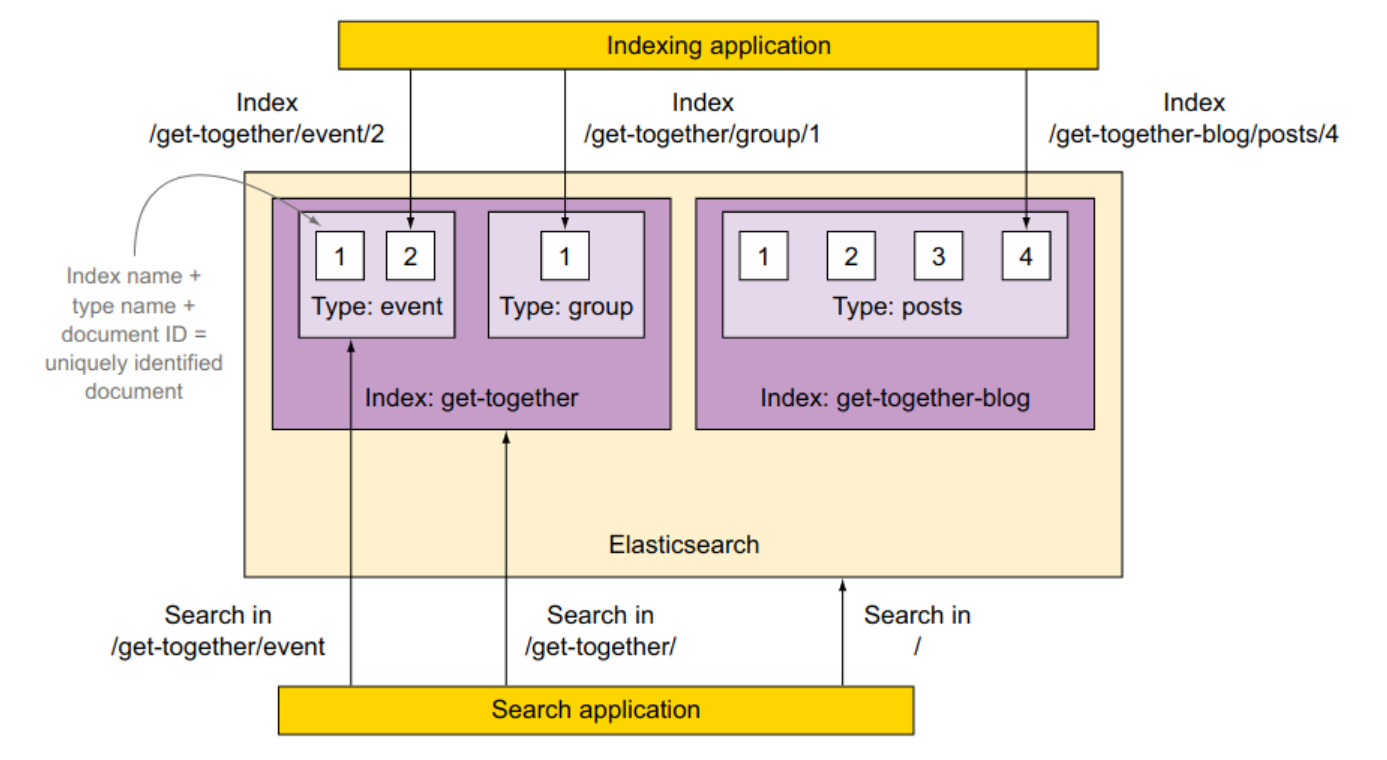 Indexing application
Index
/get-together/event/2
Index
/get-together/group/1
Index
/get-together-blog/posts/4
Index name +
type name +
document ID =
uniquely identified
document
1
2
Type: event
1
Type: group
1
2
3
4
Type: posts
Index: get-together
Index: get-together-blog
Elasticsearch
Search in
/get-together/event
Search in
/get-together/
Search in
/
Search application